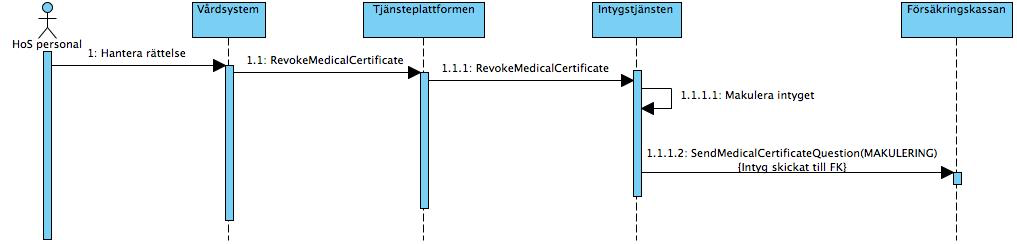 Vårdsystem
Tjänsteplattformen
Intygstjänsten
Försäkringskassan
HoS personal
1: Hantera rättelse
1.1: RevokeMedicalCertificate
1.1.1: RevokeMedicalCertificate
1.1.1.1: Makulera intyget
1.1.1.2: SendMedicalCertificateQuestion(MAKULERING)
{Intyg skickat till FK}